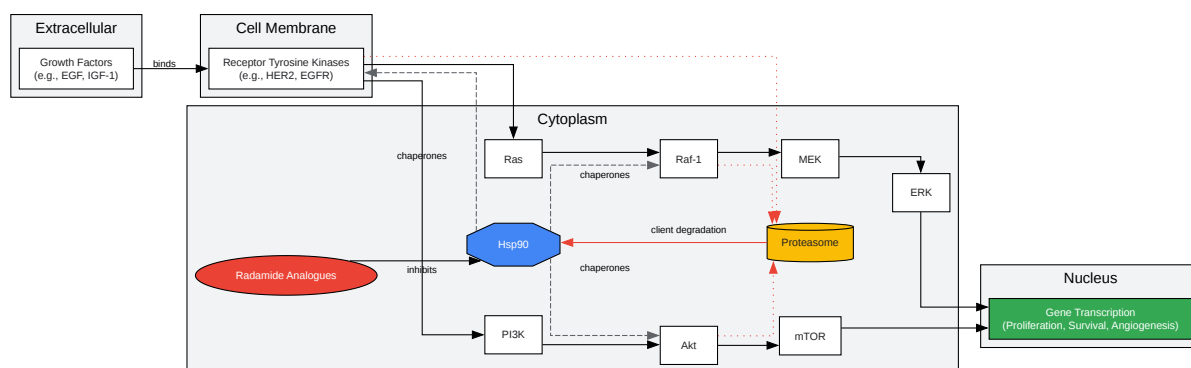 Extracellular
Cell Membrane
Growth Factors
(e.g., EGF, IGF-1)
binds
Receptor Tyrosine Kinases
(e.g., HER2, EGFR)
Cytoplasm
chaperones
Ras
Raf-1
MEK
chaperones
ERK
Hsp90
client degradation
Proteasome
Radamide Analogues
inhibits
chaperones
Nucleus
Gene Transcription
(Proliferation, Survival, Angiogenesis)
PI3K
Akt
mTOR